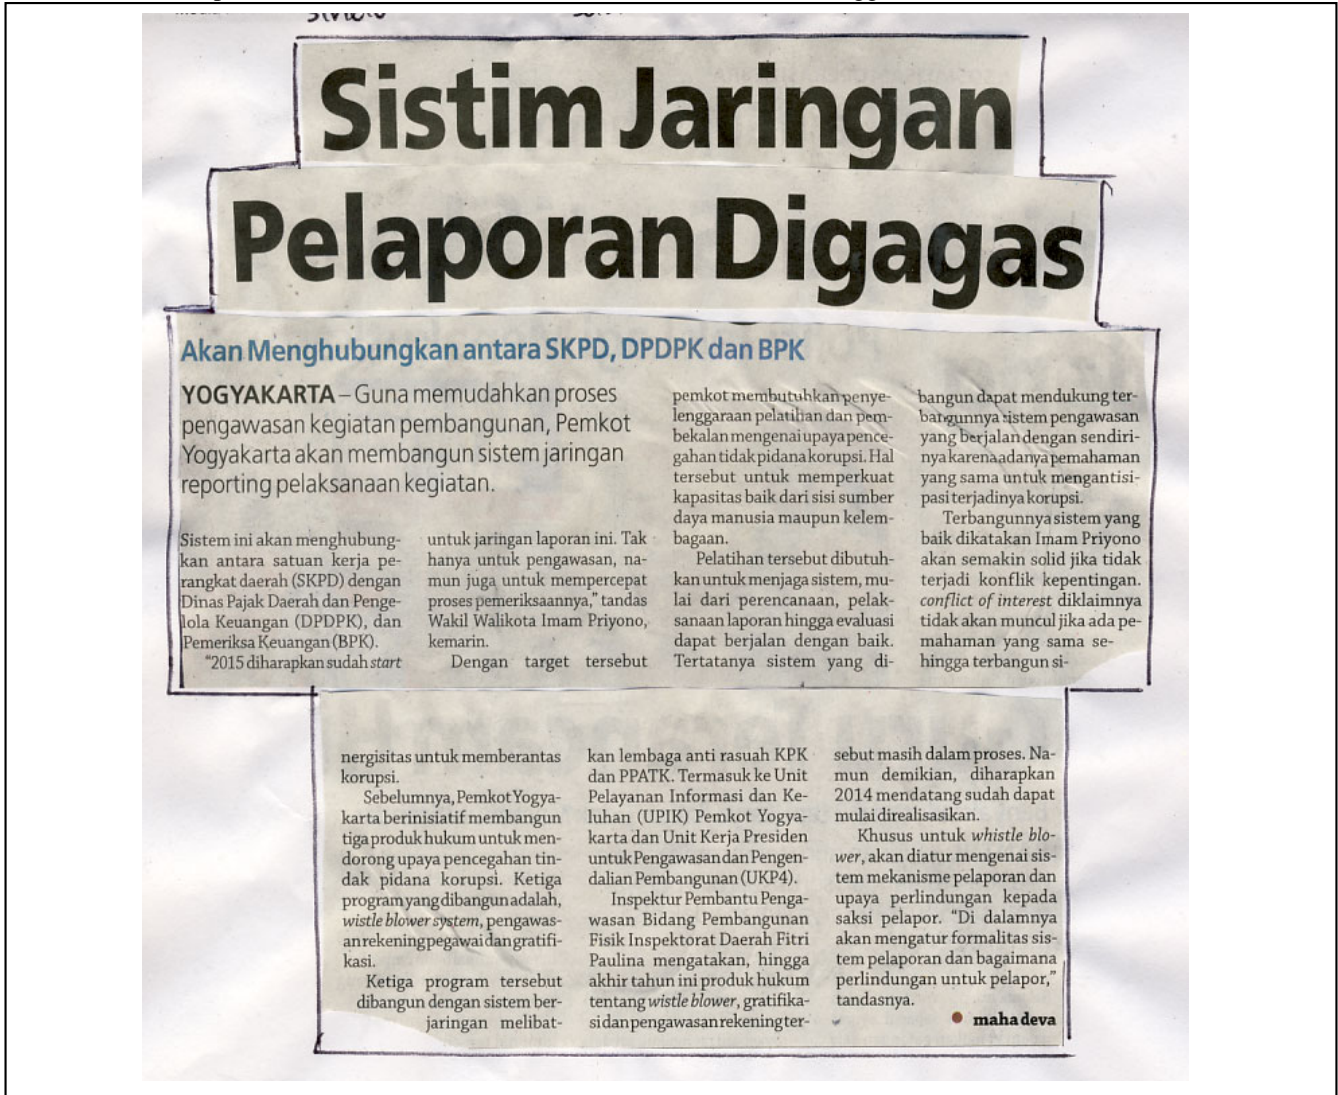 Sistim Jaringan
Pelaporan Digagas
Akan Menghubungkan antara SKPD, DPDPK dan BPK
YOGYAKARTA – Guna memudahkan proses
pengawasan kegiatan pembangunan, Pemkot
Yogyakarta akan membangun sistem jaringan
reporting pelaksanaan kegiatan.
Sistem ini akan menghubung-
kan antara satuan kerja pe-
rangkat daerah (SKPD) dengan
Dinas Pajak Daerah dan Penge-
lola Keuangan (DPDPK), dan
Pemeriksa Keuangan (BPK).
"2015 diharapkan sudah start
untuk jaringan laporan ini. Tak
hanya untuk pengawasan, na-
mun juga untuk mempercepat
proses pemeriksaannya," tandas
Wakil Walikota Imam Priyono,
kemarin.
Dengan target tersebut
pemkot membutuhkan penye-
lenggaraan pelatihan dan pem-
bekalan mengenai upaya pence-
gahan tidak pidana korupsi. Hal
tersebut untuk memperkuat
kapasitas baik dari sisi sumber
daya manusia maupun kelem-
bagaan.
Pelatihan tersebut dibutuh-
kan untuk menjaga sistem, mu-
lai dari perencanaan, pelak-
sanaan laporan hingga evaluasi
dapat berjalan dengan baik.
Tertatanya sistem yang di-
bangun dapat mendukung ter-
bangunnya sistem pengawasan
yang berjalan dengan sendiri-
nya karena adanya pemahaman
yang sama untuk mengantisi-
pasi terjadinya korupsi.
Terbangunnya sistem yang
baik dikatakan Imam Priyono
akan semakin solid jika tidak
terjadi konflik kepentingan.
conflict of interest diklaimnya
tidak akan muncul jika ada pe-
mahaman yang sama se-
hingga terbangun si-
nergisitas untuk memberantas
korupsi.
Sebelumnya, Pemkot Yogya-
karta berinisiatif membangun
tiga produk hukum untuk men-
dorong upaya pencegahan tin-
dak pidana korupsi. Ketiga
program yang dibangun adalah,
wistle blower system, pengawas-
an rekening pegawai dan gratifi-
kasi.
Ketiga program tersebut
dibangun dengan sistem ber-
jaringan melibat-
kan lembaga anti rasuah KPK
dan PPATK. Termasuk ke Unit
Pelayanan Informasi dan Ke-
luhan (UPIK) Pemkot Yogya-
karta dan Unit Kerja Presiden
untuk Pengawasan dan Pengen-
dalian Pembangunan (UKP4).
Inspektur Pembantu Penga-
wasan Bidang Pembangunan
Fisik Inspektorat Daerah Fitri
Paulina mengatakan, hingga
akhir tahun ini produk hukum
tentang wistle blower, gratifika-
si dan pengawasan rekening ter-
sebut masih dalam proses. Na-
mun demikian, diharapkan
2014 mendatang sudah dapat
mulai direalisasikan.
Khusus untuk whistle blo-
wer, akan diatur mengenai sis-
tem mekanisme pelaporan dan
upaya perlindungan kepada
saksi pelapor. "Di dalamnya
akan mengatur formalitas sis-
tem pelaporan dan bagaimana
perlindungan untuk pelapor,"
tandasnya.
● maha deva